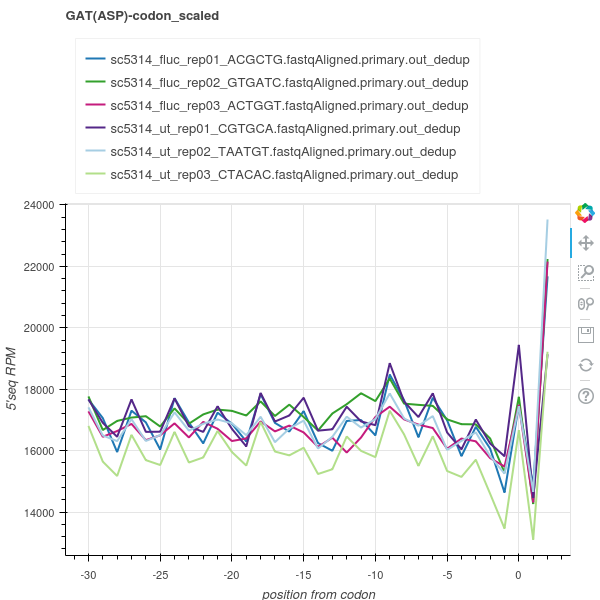 GAT(ASP)-codon_scaled
sc5314_fluc_rep01_ACGCTG.fastqAligned.primary.out_dedup
sc5314_fluc_rep02_GTGATC.fastqAligned.primary.out_dedup
sc5314_fluc_rep03_ACTGGT.fastqAligned.primary.out_dedup
sc5314_ut_rep01_CGTGCA.fastqAligned.primary.out_dedup
sc5314_ut_rep02_TAATGT.fastqAligned.primary.out_dedup
sc5314_ut_rep03_CTACAC.fastqAligned.primary.out_dedup
24000
22000
20000
18000
16000
14000
5'seq RPM
-30 -25 -20 -15 -10 -5 0
position from codon